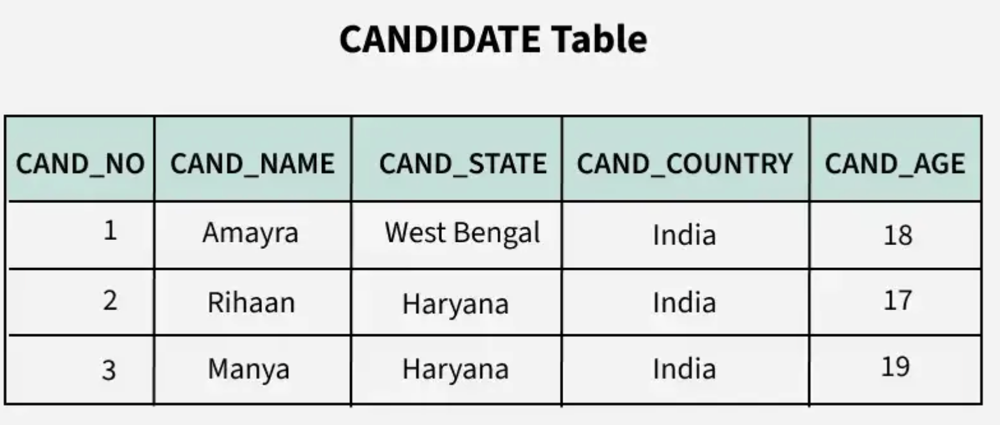 CANDIDATE Table
CAND_NO CAND_NAME CAND_STATE CAND_COUNTRY CAND_AGE
1 Amayra West Bengal India 18
2 Rihaan Haryana India 17
3 Manya Haryana India 19